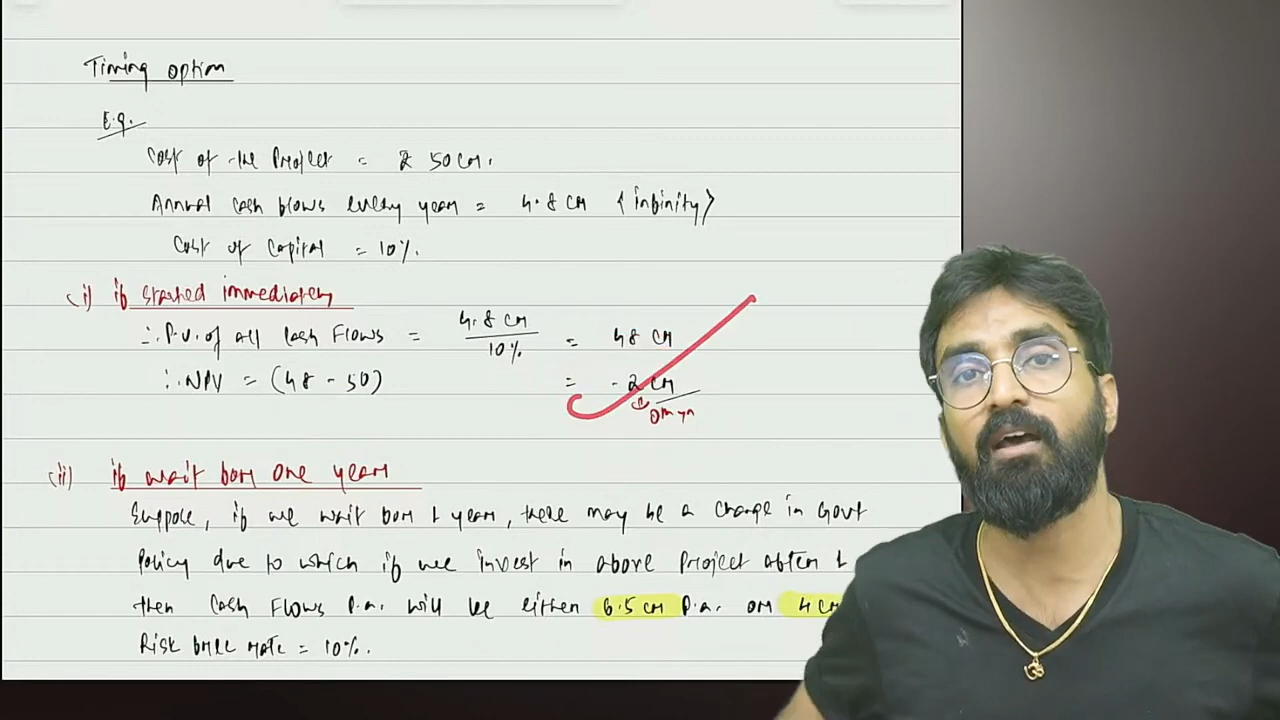 Timing option
E.g.
Cost of the Project = ₹ 50 cr.
Annual cash flows every year = 4.8 cr {infinity}
Cost of capital = 10%.
(i) if started immediately
∴ P.V. of all cash Flows = 4.8 cr / 10% = 48 cr
∴ NPV = (48 - 50) = - 2 cr
(ii) if wait for one year
Suppose, if we wait for 1 year, there may be a change in Govt
Policy due to which if we invest in above Project after 1
then cash Flows p.a. will be either 6.5 cr p.a. or 4 cr
Risk free rate = 10%.